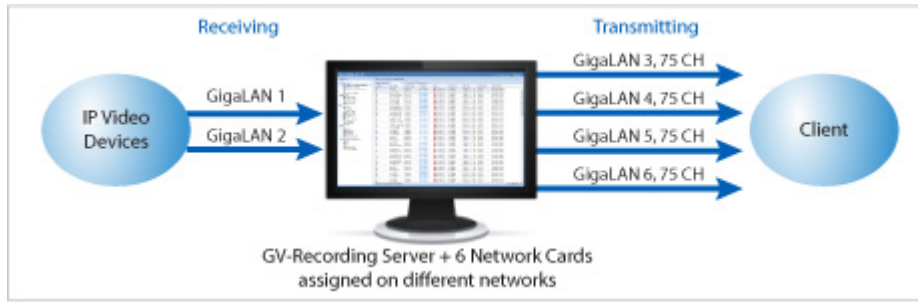 Receiving
Transmitting
GigaLAN 3, 75 CH
GigaLAN 1
GigaLAN 4, 75 CH
IP Video
Devices
Client
GigaLAN 2
GigaLAN 5, 75 CH
GigaLAN 6, 75 CH
GV-Recording Server + 6 Network Cards
assigned on different networks